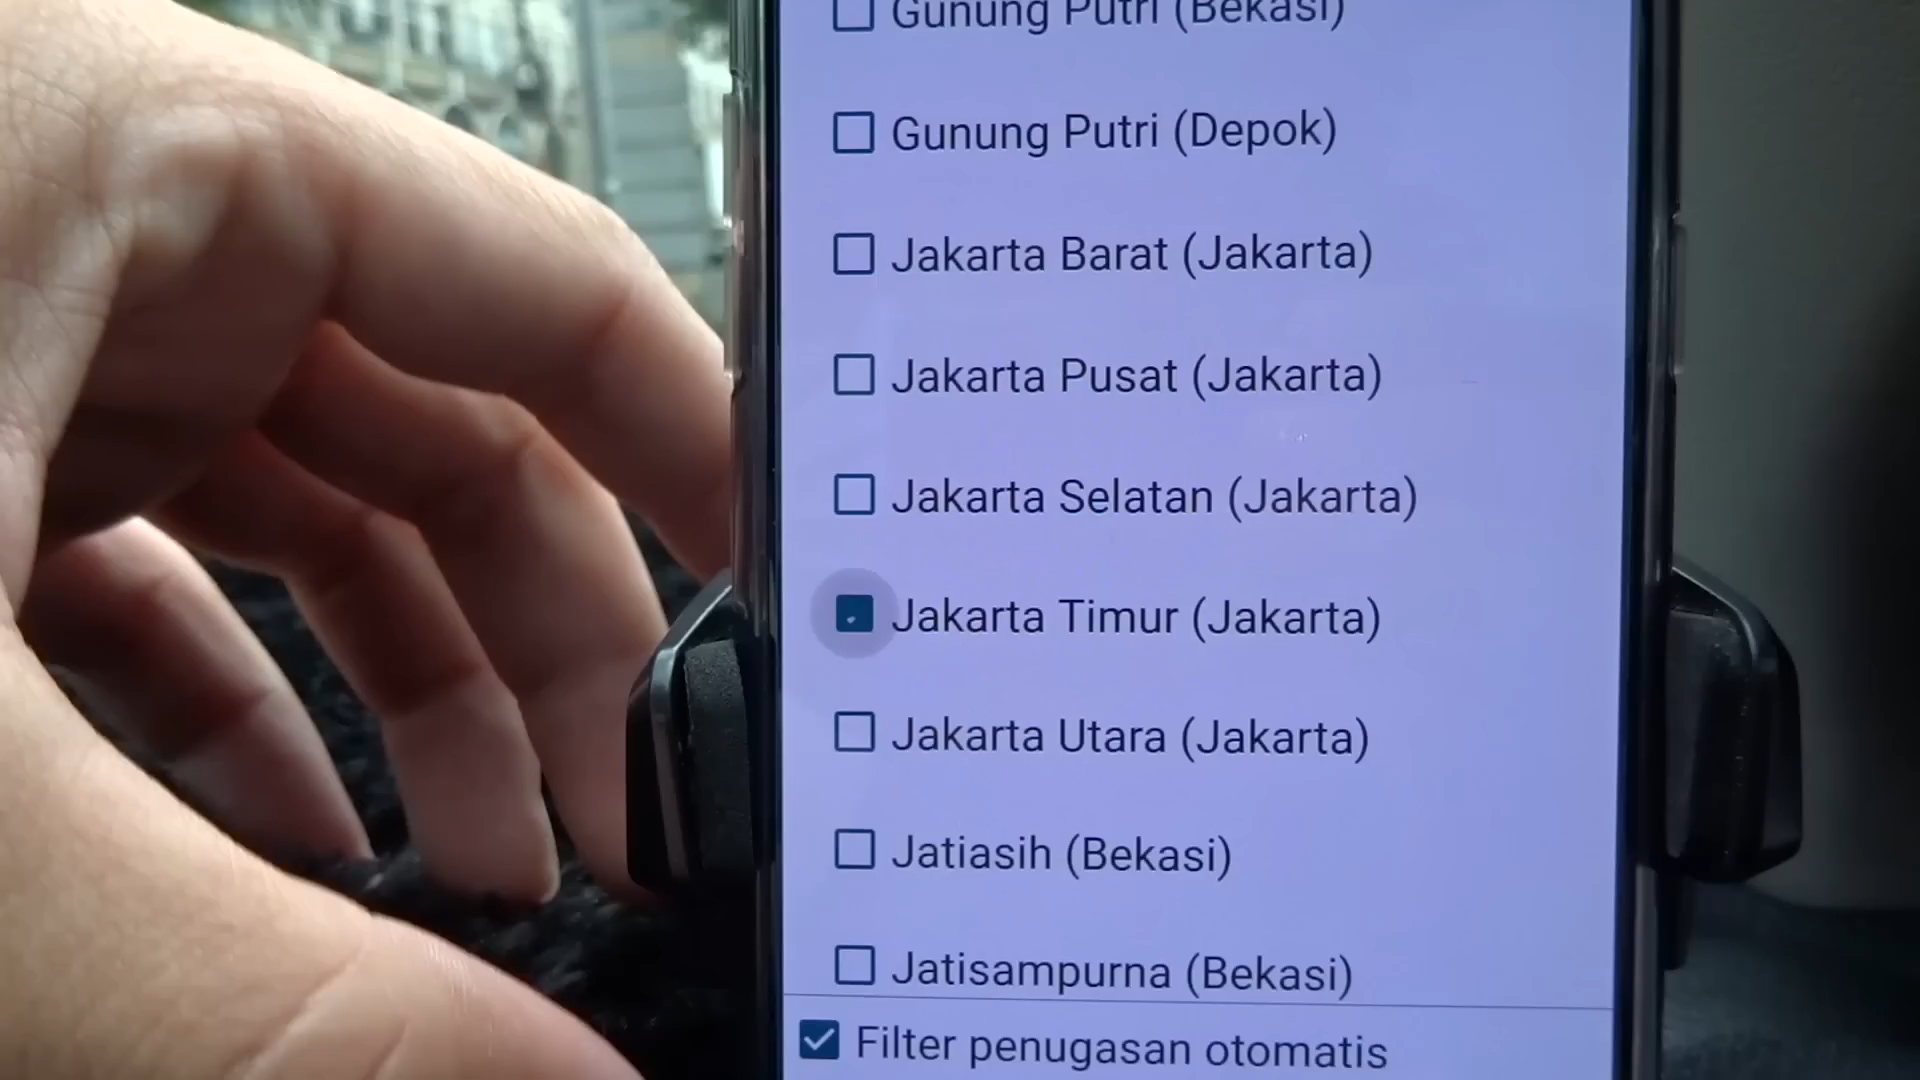 Gunung Putri (Bekasi)
Gunung Putri (Depok)
Jakarta Barat (Jakarta)
Jakarta Pusat (Jakarta)
Jakarta Selatan (Jakarta)
Jakarta Timur (Jakarta)
Jakarta Utara (Jakarta)
Jatiasih (Bekasi)
Jatisampurna (Bekasi)
Filter penugasan otomatis